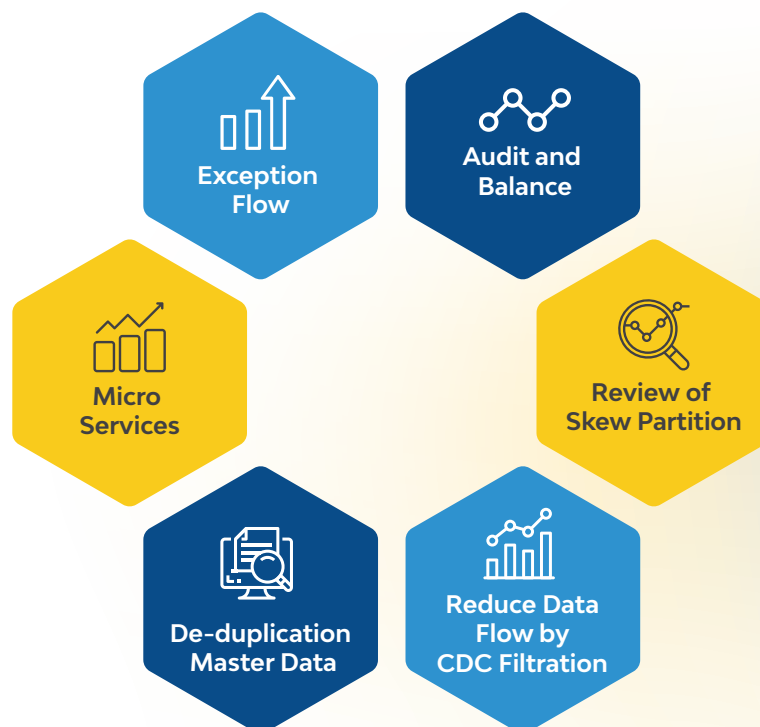 Exception
Flow
Audit and
Balance
Micro
Services
Review of
Skew Partition
De-duplication
Master Data
Reduce Data
Flow by
CDC Filtration